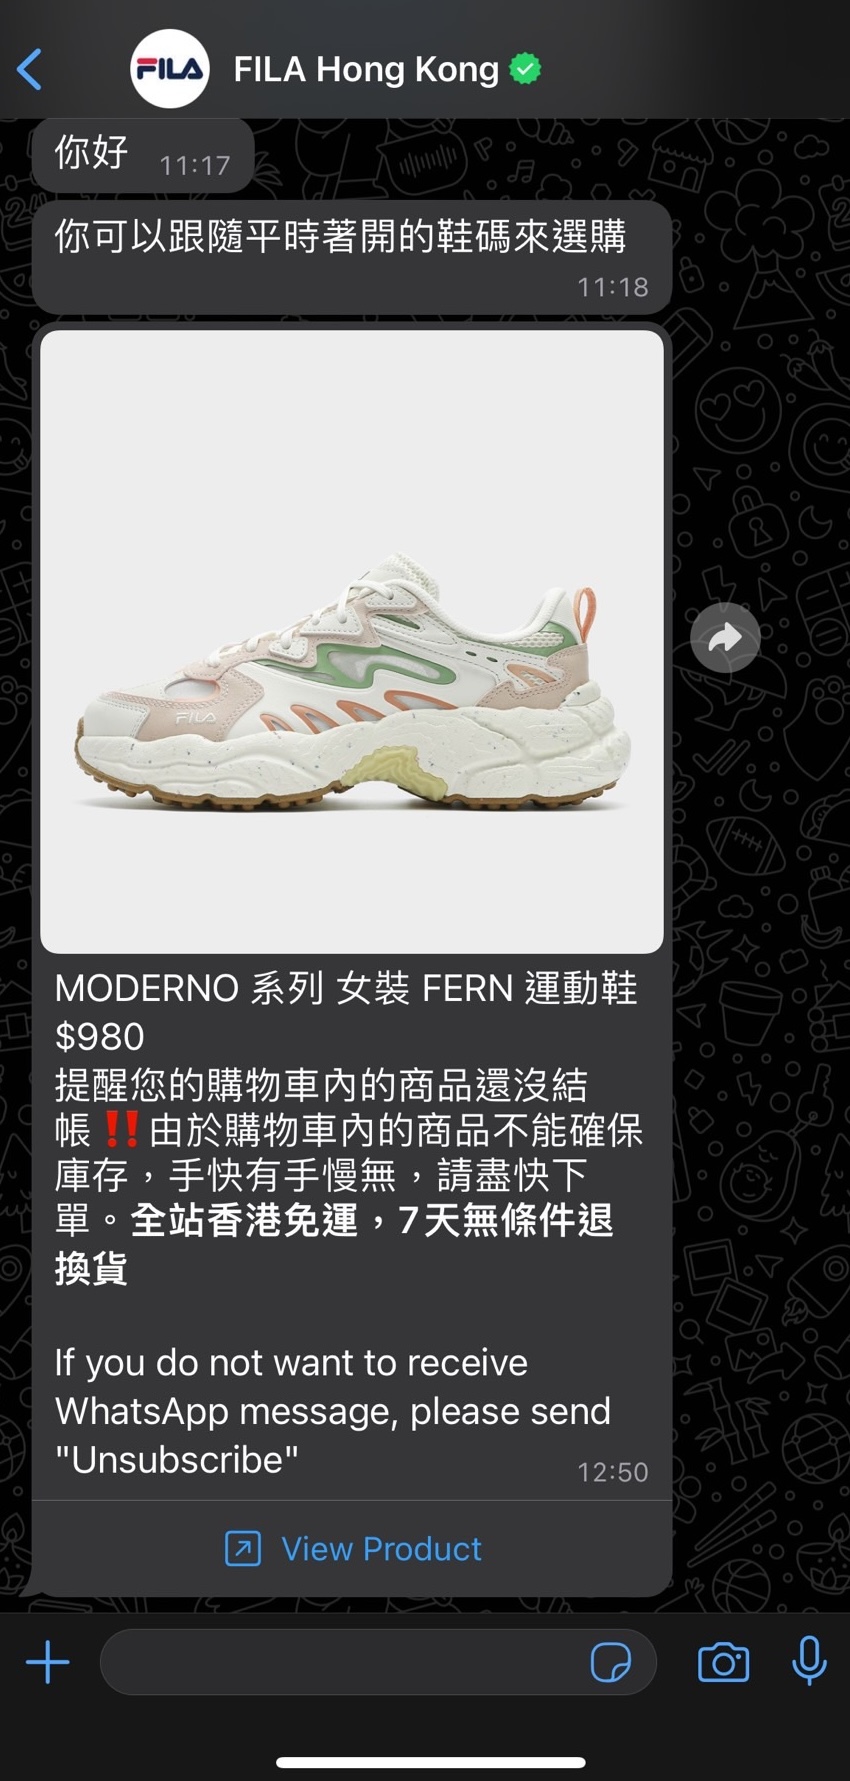 FILA
FILA Hong Kong
你好
11:17
你可以跟隨平時著開的鞋碼來選購
11:18
FILA
MODERNO 系列 女裝 FERN 運動鞋
$980
提醒您的購物車內的商品還沒結
帳‼️由於購物車內的商品不能確保
庫存，手快有手慢無，請盡快下
單。全站香港免運，7天無條件退
換貨
If you do not want to receive
WhatsApp message, please send
"Unsubscribe"
12:50
View Product